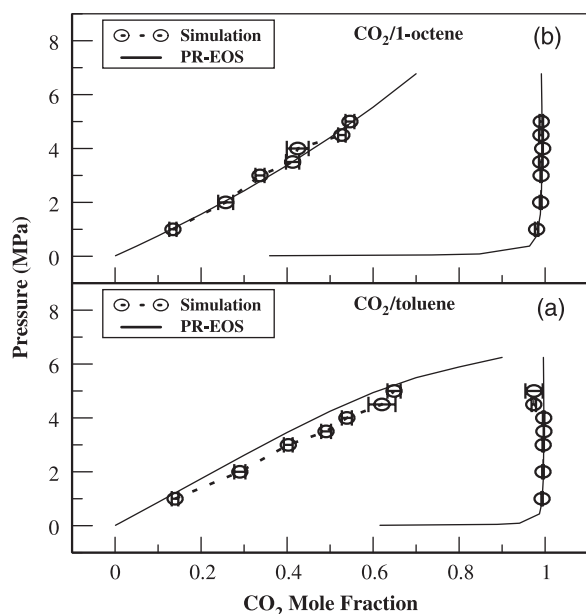 8
6
4
2
0
Simulation
PR-EOS
CO₂/1-octene
(b)
Pressure (MPa)
8
6
4
2
0
Simulation
PR-EOS
CO₂/toluene
(a)
0 0.2 0.4 0.6 0.8 1
CO₂ Mole Fraction